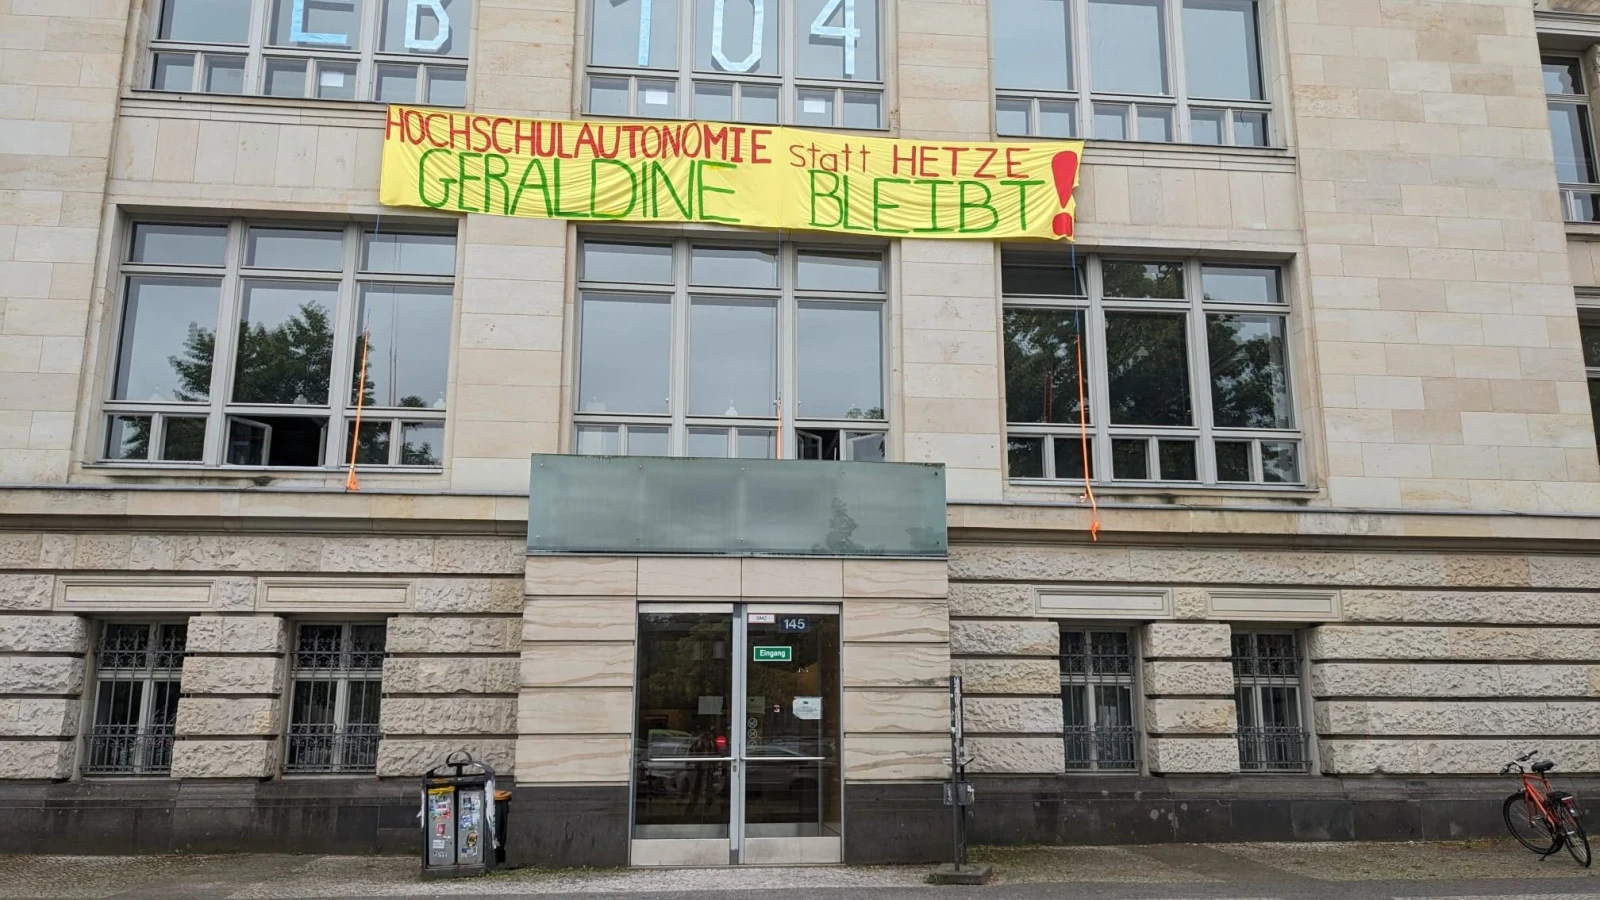 EB 104
HOCHSCHULAUTONOMIE statt HETZE
GERALDINE BLEIBT!
145
Eingang